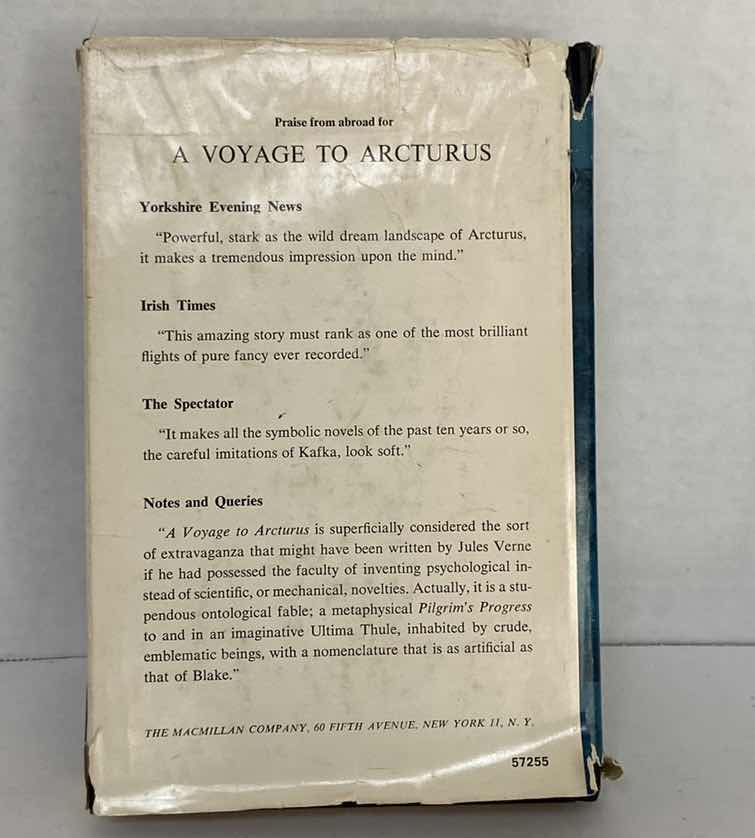 Praise from abroad for
A VOYAGE TO ARCTURUS
Yorkshire Evening News
“Powerful, stark as the wild dream landscape of Arcturus,
it makes a tremendous impression upon the mind.”
Irish Times
“This amazing story must rank as one of the most brilliant
flights of pure fancy ever recorded.”
The Spectator
“It makes all the symbolic novels of the past ten years or so,
the careful imitations of Kafka, look soft.”
Notes and Queries
“A Voyage to Arcturus is superficially considered the sort
of extravaganza that might have been written by Jules Verne
if he had possessed the faculty of inventing psychological in-
stead of scientific, or mechanical, novelties. Actually, it is a stu-
pendous ontological fable; a metaphysical Pilgrim’s Progress
to and in an imaginative Ultima Thule, inhabited by crude,
emblematic beings, with a nomenclature that is as artificial as
that of Blake.”
THE MACMILLAN COMPANY, 60 FIFTH AVENUE, NEW YORK 11, N. Y.
57255